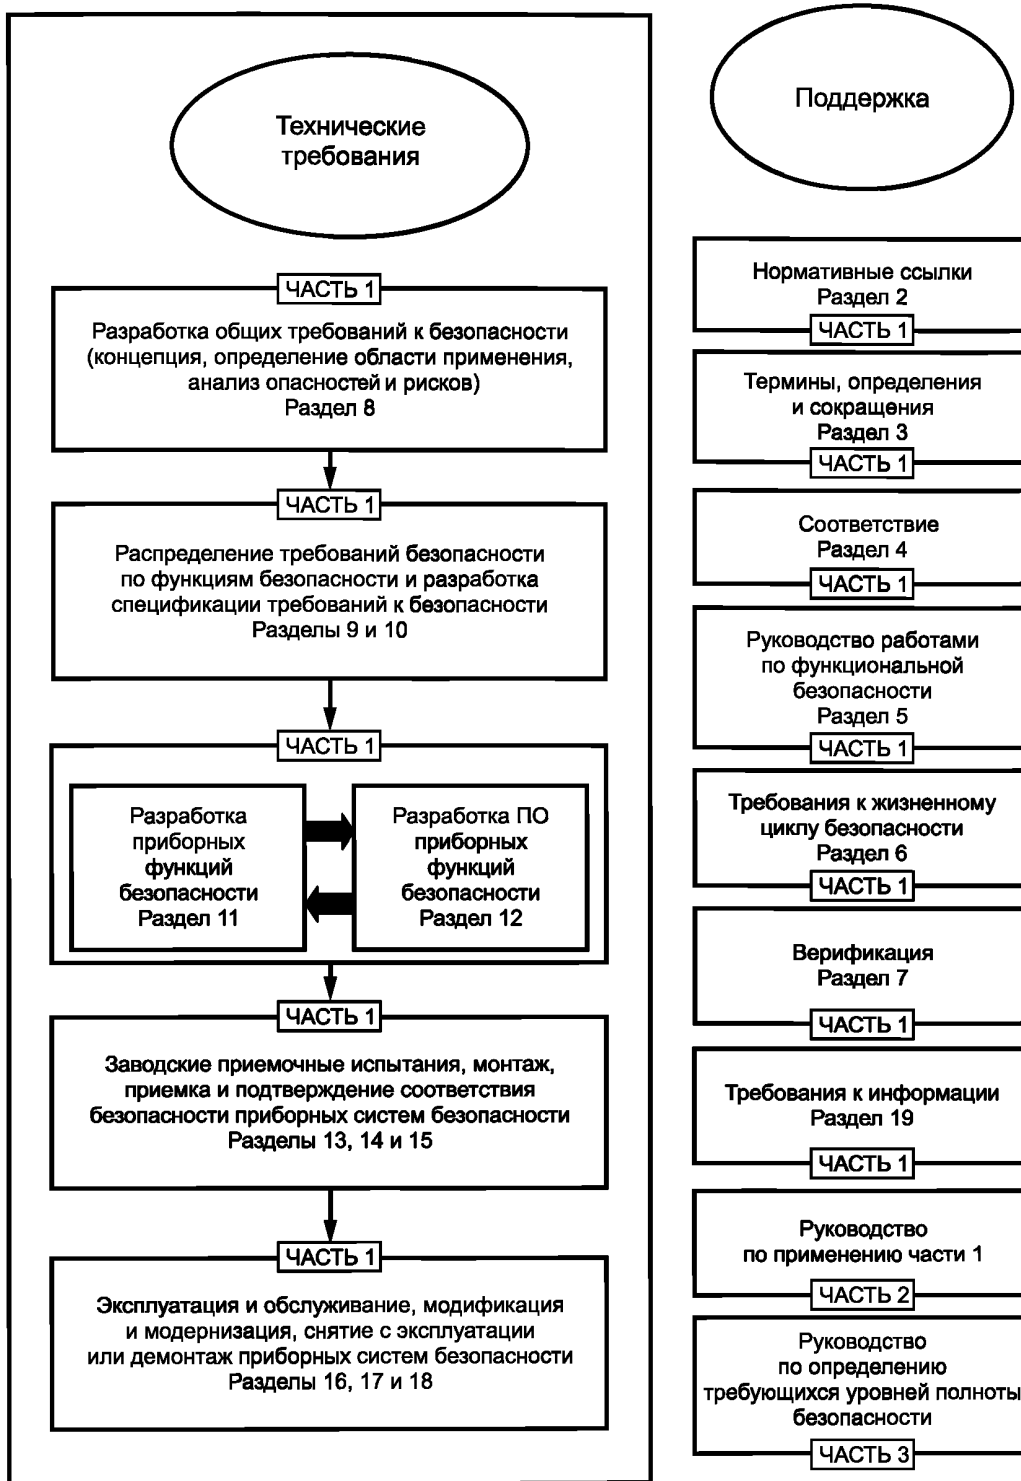 Технические
требования
ЧАСТЬ 1
Разработка общих требований к безопасности
(концепция, определение области применения,
анализ опасностей и рисков)
Раздел 8
ЧАСТЬ 1
Распределение требований безопасности
по функциям безопасности и разработка
спецификации требований к безопасности
Разделы 9 и 10
ЧАСТЬ 1
Разработка
приборных
функций
безопасности
Раздел 11
Разработка ПО
приборных
функций
безопасности
Раздел 12
ЧАСТЬ 1
Заводские приемочные испытания, монтаж,
приемка и подтверждение соответствия
безопасности приборных систем безопасности
Разделы 13, 14 и 15
ЧАСТЬ 1
Эксплуатация и обслуживание, модификация
и модернизация, снятие с эксплуатации
или демонтаж приборных систем безопасности
Разделы 16, 17 и 18
Поддержка
Нормативные ссылки
Раздел 2
ЧАСТЬ 1
Термины, определения
и сокращения
Раздел 3
ЧАСТЬ 1
Соответствие
Раздел 4
ЧАСТЬ 1
Руководство работами
по функциональной
безопасности
Раздел 5
ЧАСТЬ 1
Требования к жизненному
циклу безопасности
Раздел 6
ЧАСТЬ 1
Верификация
Раздел 7
ЧАСТЬ 1
Требования к информации
Раздел 19
ЧАСТЬ 1
Руководство
по применению части 1
ЧАСТЬ 2
Руководство
по определению
требующихся уровней полноты
безопасности
ЧАСТЬ 3